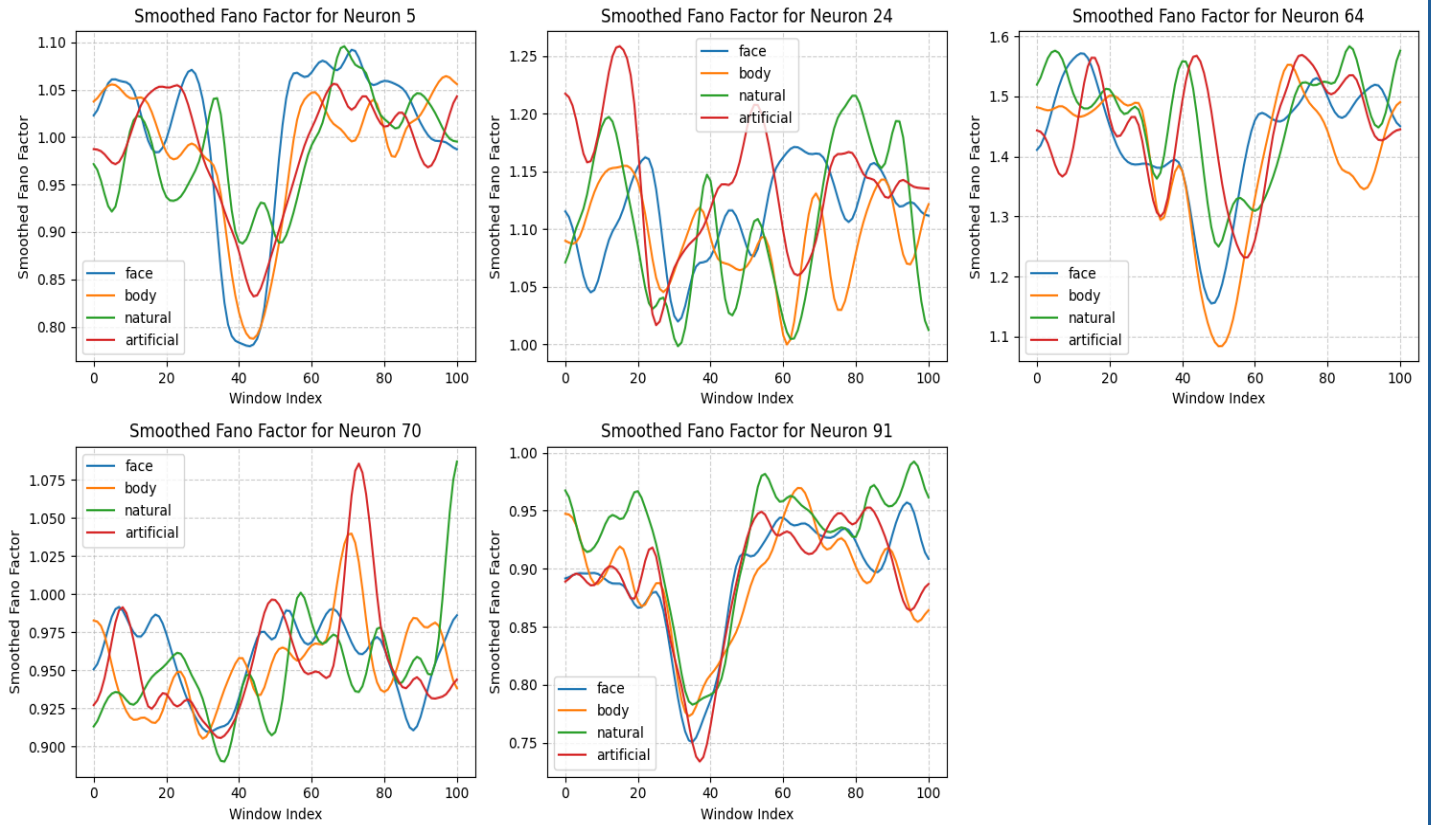 Smoothed Fano Factor for Neuron 5
Smoothed Fano Factor
1.10
1.05
1.00
0.95
0.90
0.85
0.80
face
body
natural
artificial
0 20 40 60 80 100
Window Index
Smoothed Fano Factor for Neuron 24
Smoothed Fano Factor
1.25
1.20
1.15
1.10
1.05
1.00
face
body
natural
artificial
0 20 40 60 80 100
Window Index
Smoothed Fano Factor for Neuron 64
Smoothed Fano Factor
1.6
1.5
1.4
1.3
1.2
1.1
face
body
natural
artificial
0 20 40 60 80 100
Window Index
Smoothed Fano Factor for Neuron 70
Smoothed Fano Factor
1.075
1.050
1.025
1.000
0.975
0.950
0.925
0.900
face
body
natural
artificial
0 20 40 60 80 100
Window Index
Smoothed Fano Factor for Neuron 91
Smoothed Fano Factor
1.00
0.95
0.90
0.85
0.80
0.75
face
body
natural
artificial
0 20 40 60 80 100
Window Index